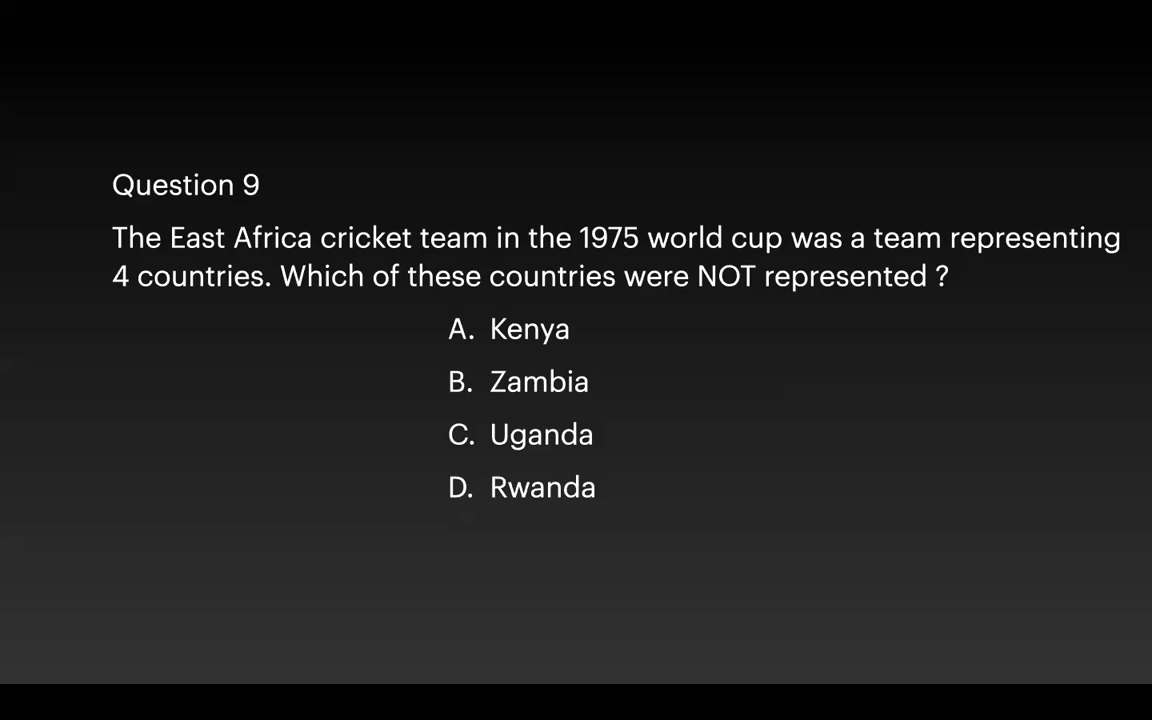 Question 9
The East Africa cricket team in the 1975 world cup was a team representing
4 countries. Which of these countries were NOT represented ?
A. Kenya
B. Zambia
C. Uganda
D. Rwanda